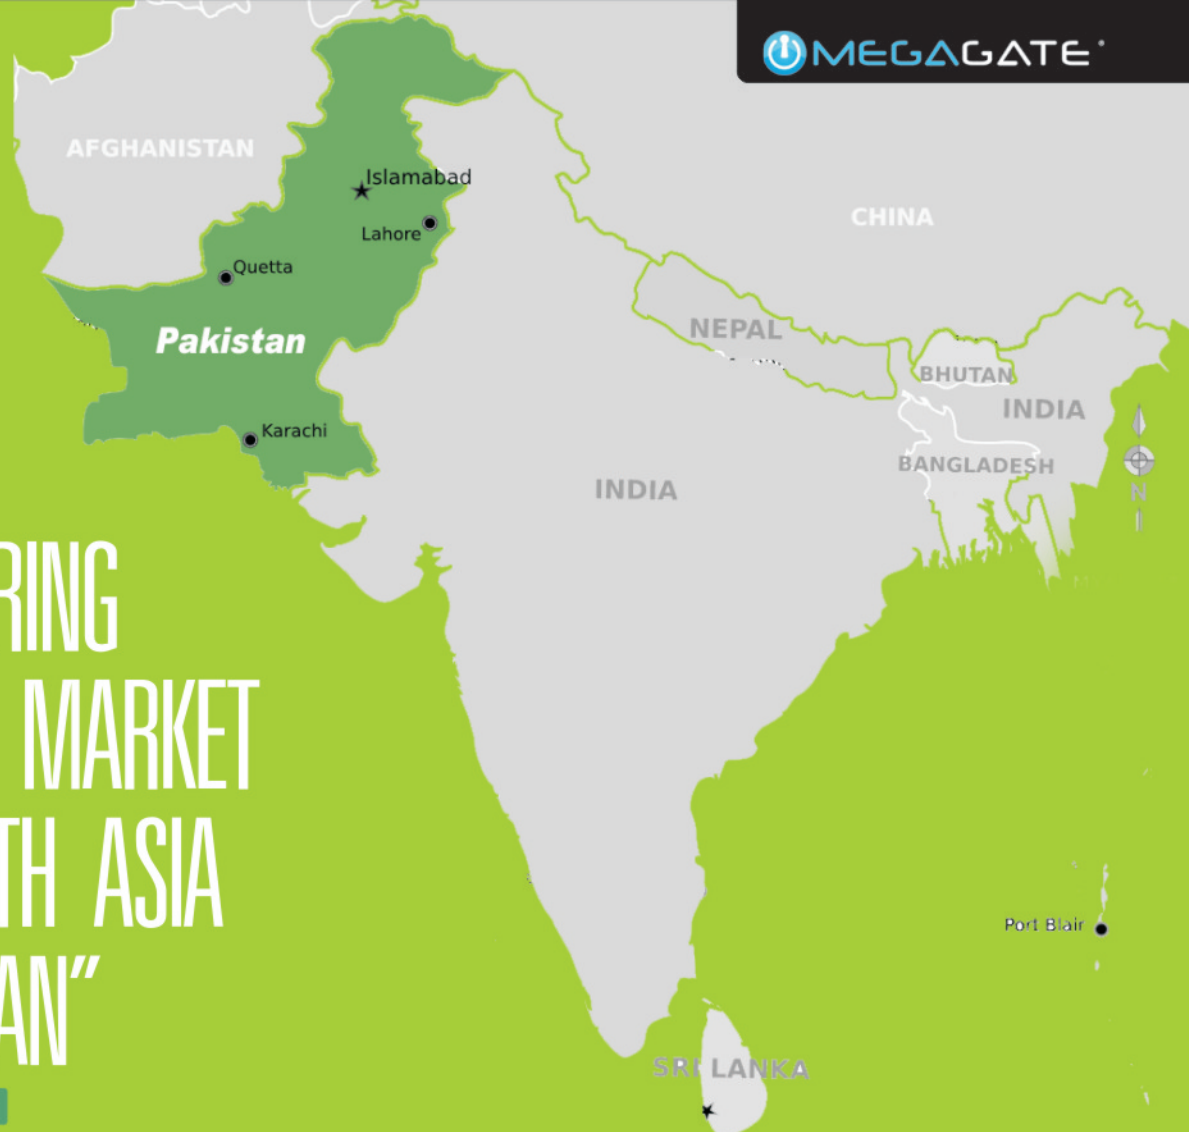 MEGAGATE
AFGHANISTAN
Islamabad
CHINA
Lahore
Quetta
NEPAL
Pakistan
BHUTAN
INDIA
Karachi
BANGLADESH
INDIA
N
RING
MARKET
TH ASIA
AN”
Port Blair
SRI LANKA